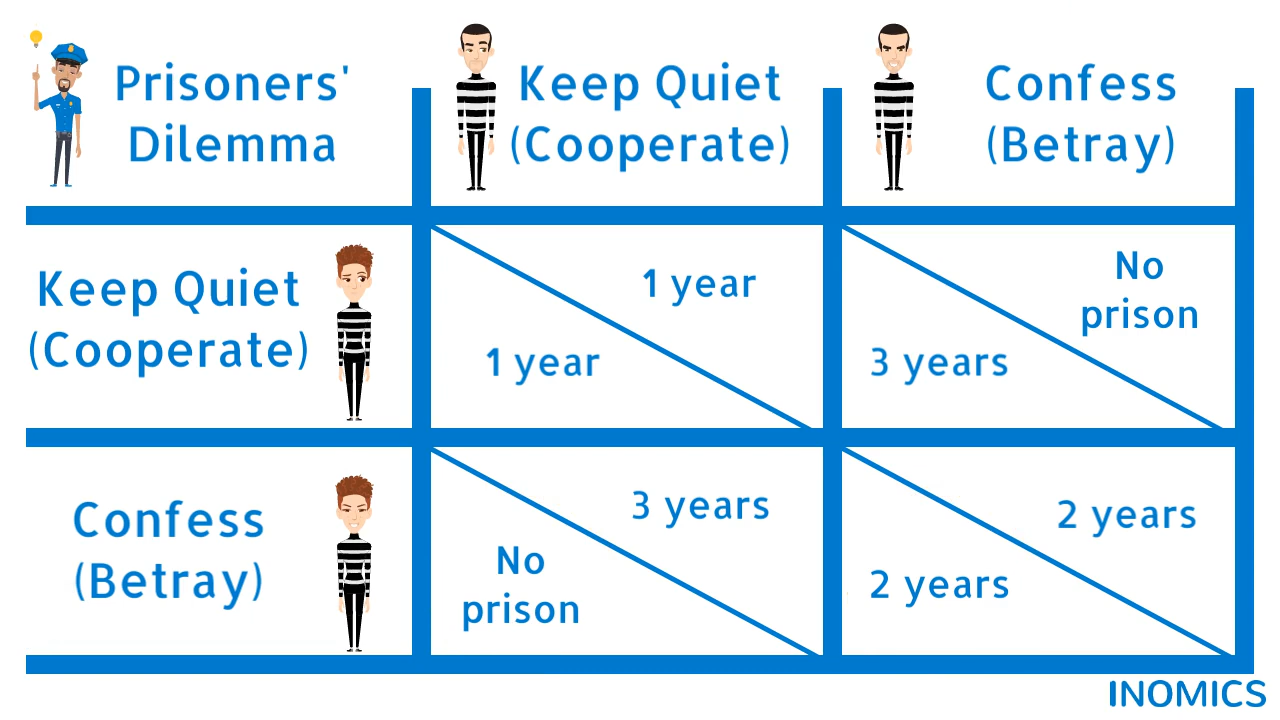 Prisoners'
Dilemma
Keep Quiet
(Cooperate)
Confess
(Betray)
Keep Quiet
(Cooperate)
1 year
1 year
No
prison
3 years
Confess
(Betray)
3 years
No
prison
2 years
2 years
INOMICS